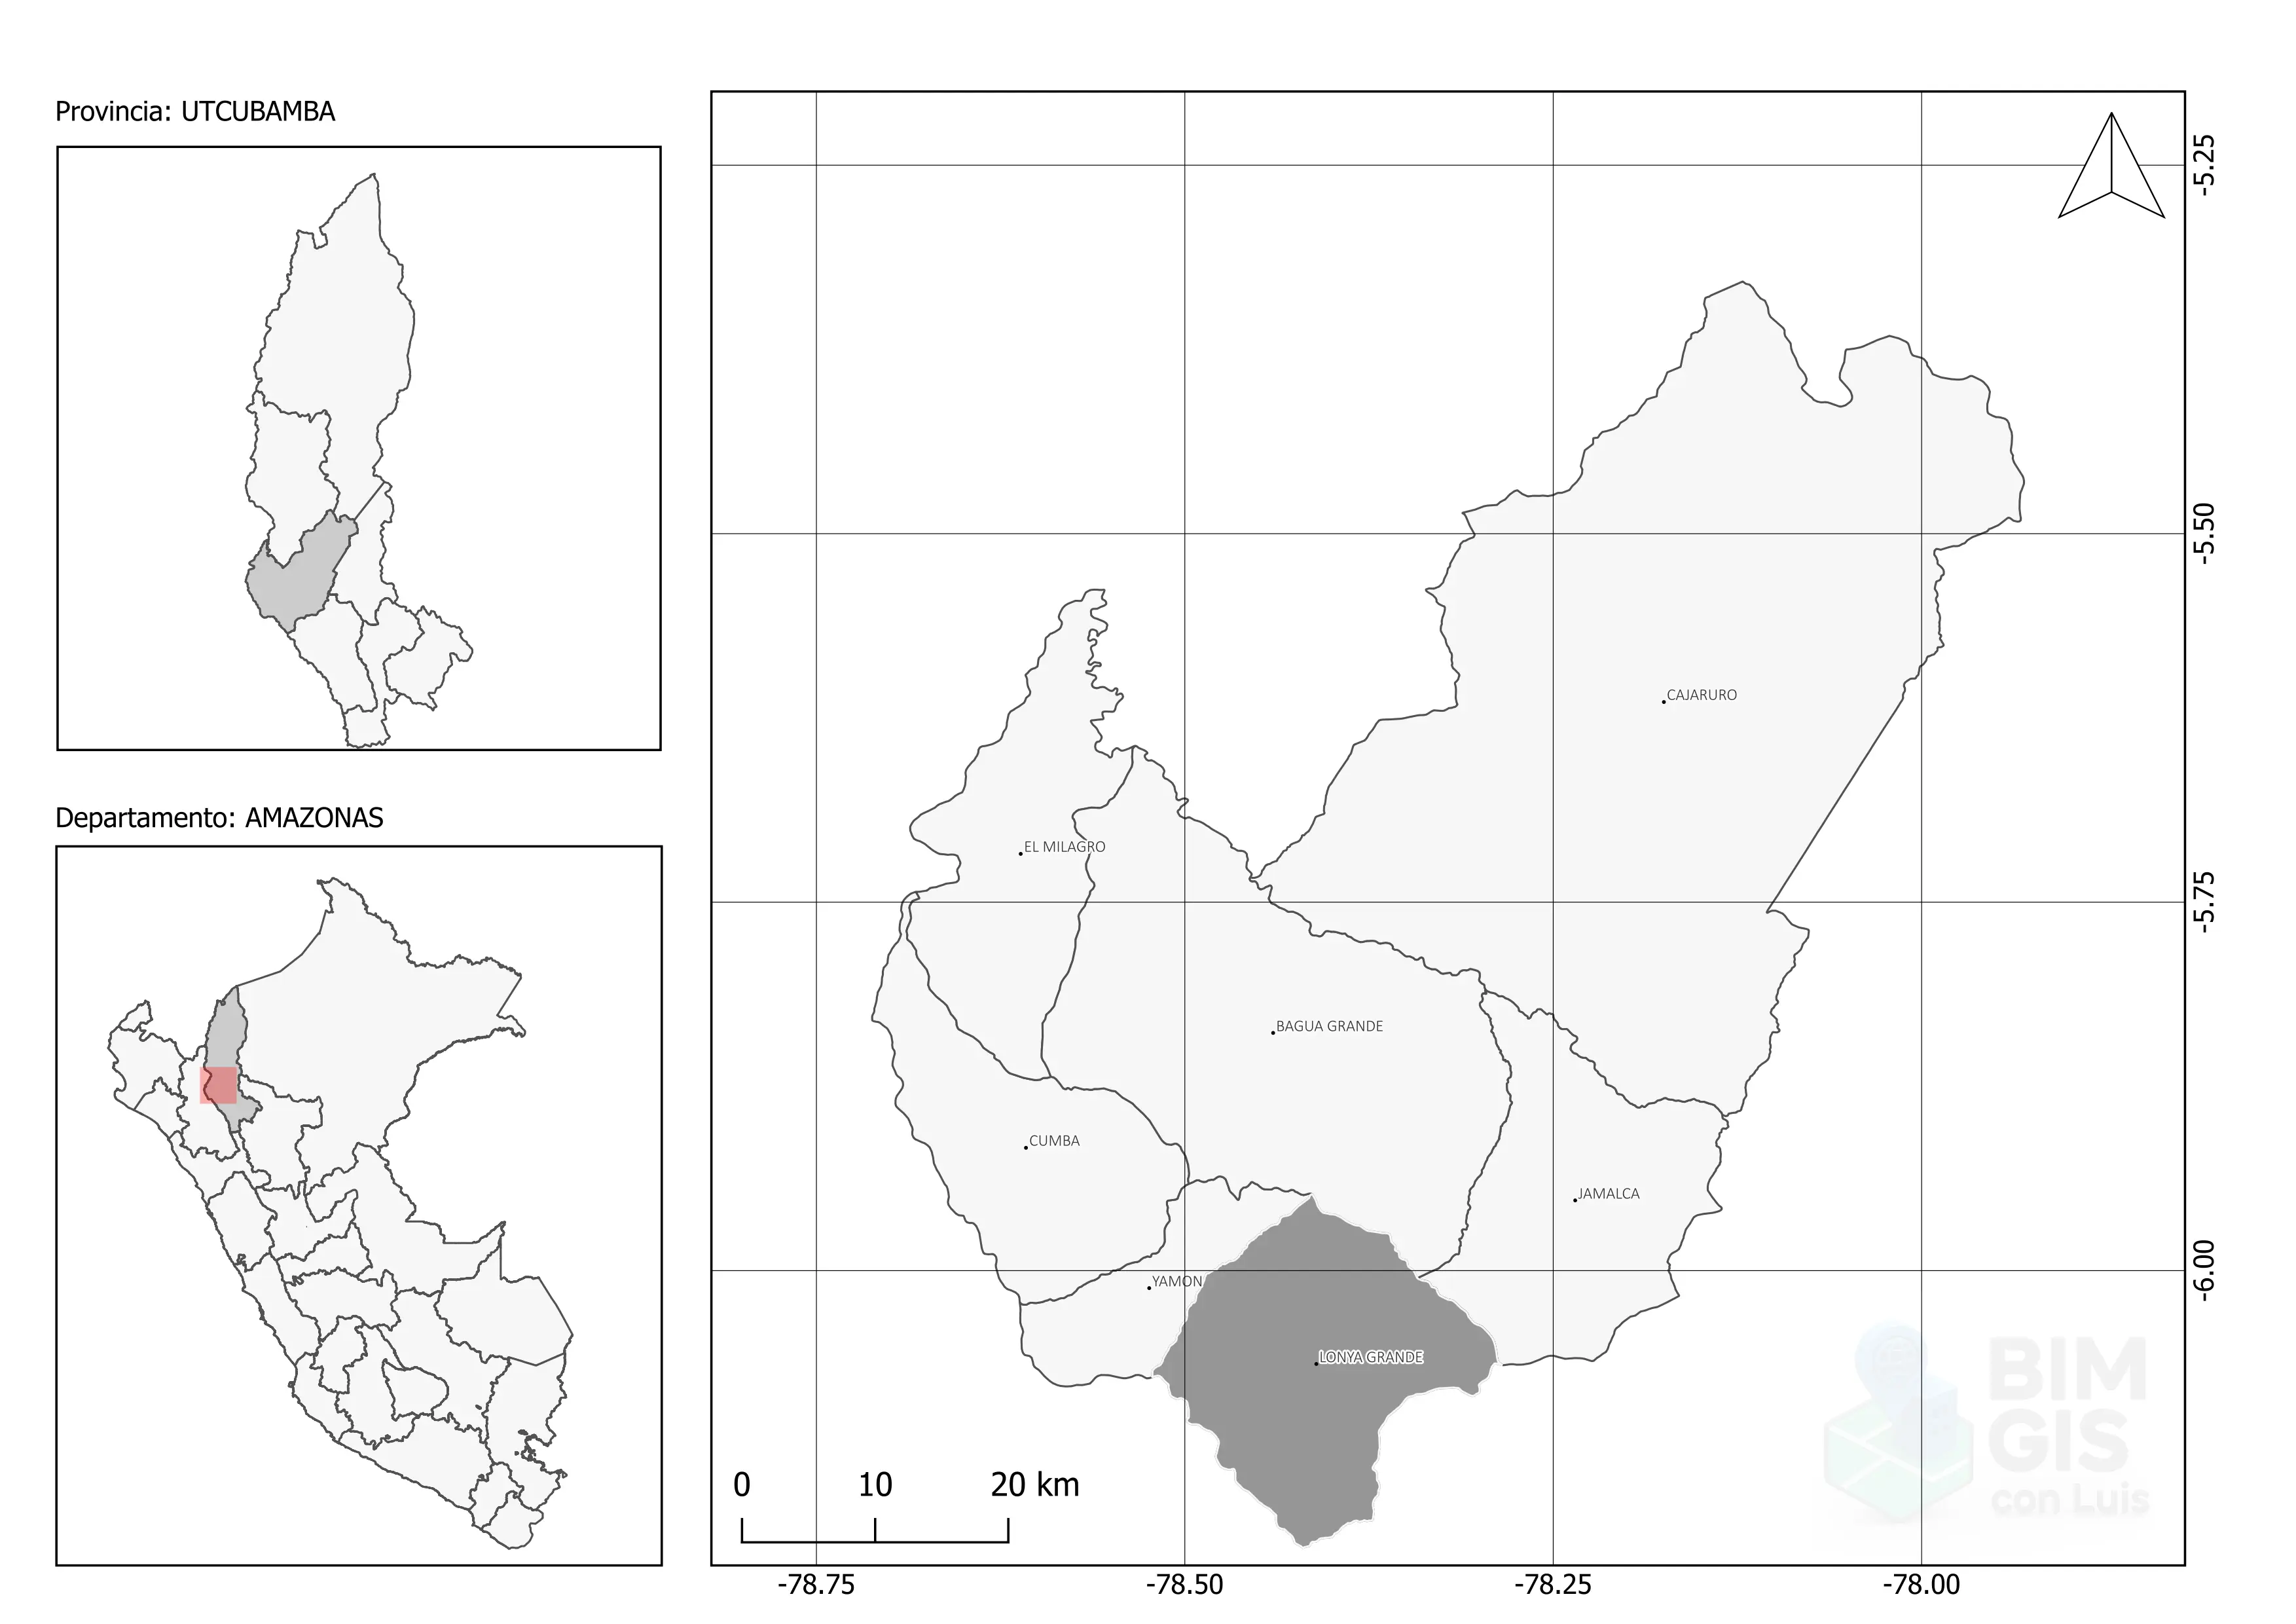 Provincia: UTCUBAMBA
Departamento: AMAZONAS
-5.25
-5.50
-5.75
-6.00
CAJARURO
EL MILAGRO
BAGUA GRANDE
CUMBA
JAMALCA
YAMON
LONYA GRANDE
BIM
GIS
con Luis
0 10 20 km
-78.75 -78.50 -78.25 -78.00